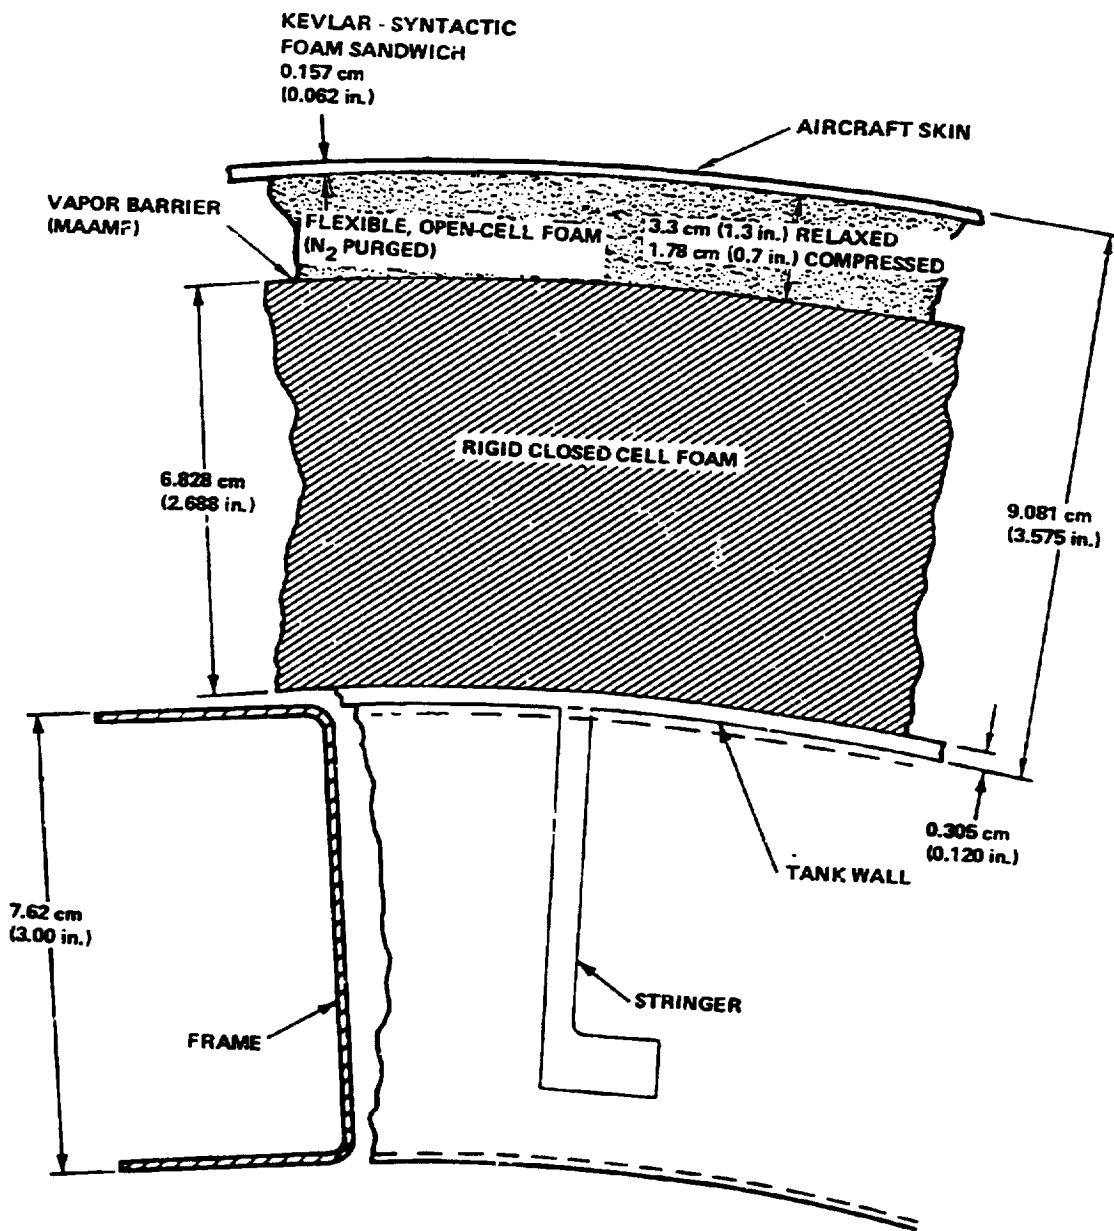 KEVLAR - SYNTACTIC
FOAM SANDWICH
0.157 cm
(0.062 in.)
AIRCRAFT SKIN
VAPOR BARRIER
(MAAMF)
FLEXIBLE, OPEN-CELL FOAM
(N2 PURGED)
3.3 cm (1.3 in.) RELAXED
1.78 cm (0.7 in.) COMPRESSED
RIGID CLOSED CELL FOAM
6.828 cm
(2.688 in.)
9.081 cm
(3.575 in.)
0.305 cm
(0.120 in.)
TANK WALL
7.62 cm
(3.00 in.)
STRINGER
FRAME